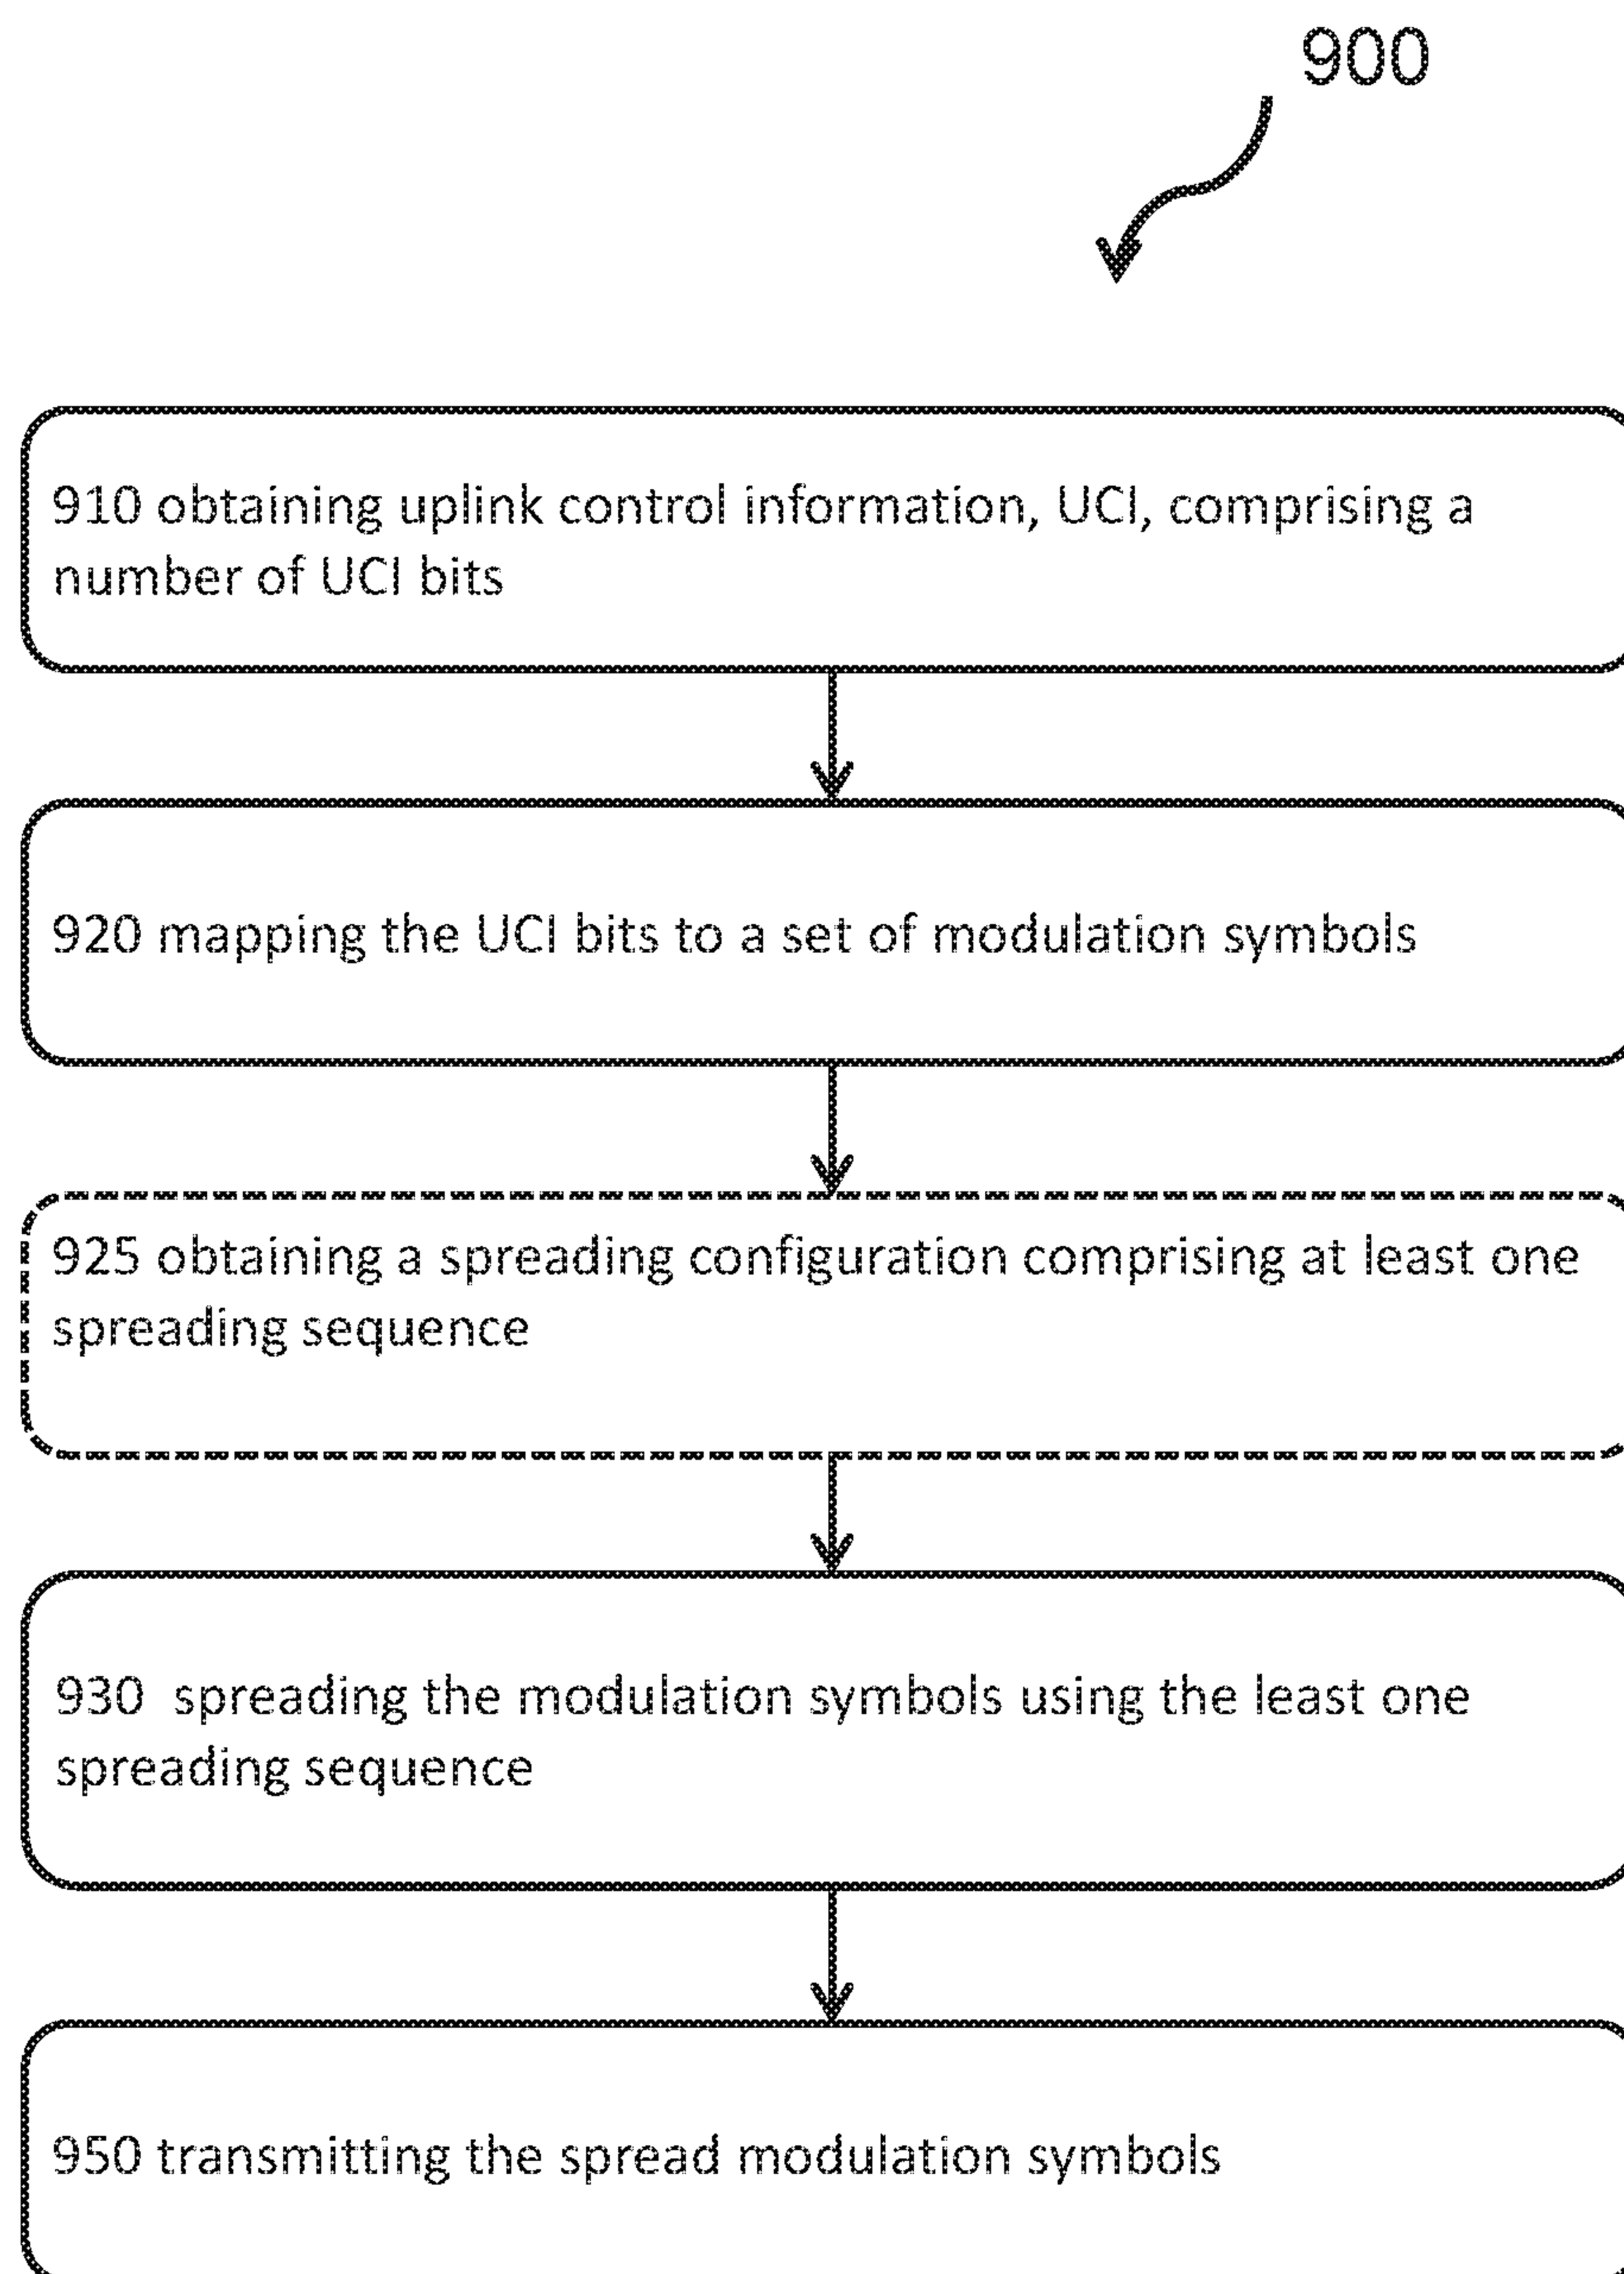 900
910 obtaining uplink control information, UCI, comprising a
number of UCI bits
920 mapping the UCI bits to a set of modulation symbols
925 obtaining a spreading configuration comprising at least one
spreading sequence
930 spreading the modulation symbols using the least one
spreading sequence
950 transmitting the spread modulation symbols